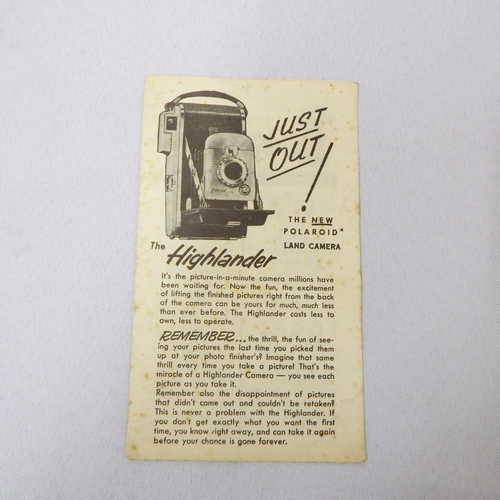 JUST
OUT!
THE NEW
POLAROID*
LAND CAMERA
The Highlander
It's the picture-in-a-minute camera millions have
been waiting for. Now the fun, the excitement
of lifting the finished pictures right from the back
of the camera can be yours for much, much less
than ever before. The Highlander costs less to
own, less to operate.
REMEMBER... the thrill, the fun of see-
ing your pictures the last time you picked them
up at your photo finisher's? Imagine that same
thrill every time you take a picture! That's the
miracle of a Highlander Camera — you see each
picture as you take it.
Remember also the disappointment of pictures
that didn't come out and couldn't be retaken?
This is never a problem with the Highlander. If
you don't get exactly what you want the first
time, you know right away, and can take it again
before your chance is gone forever.